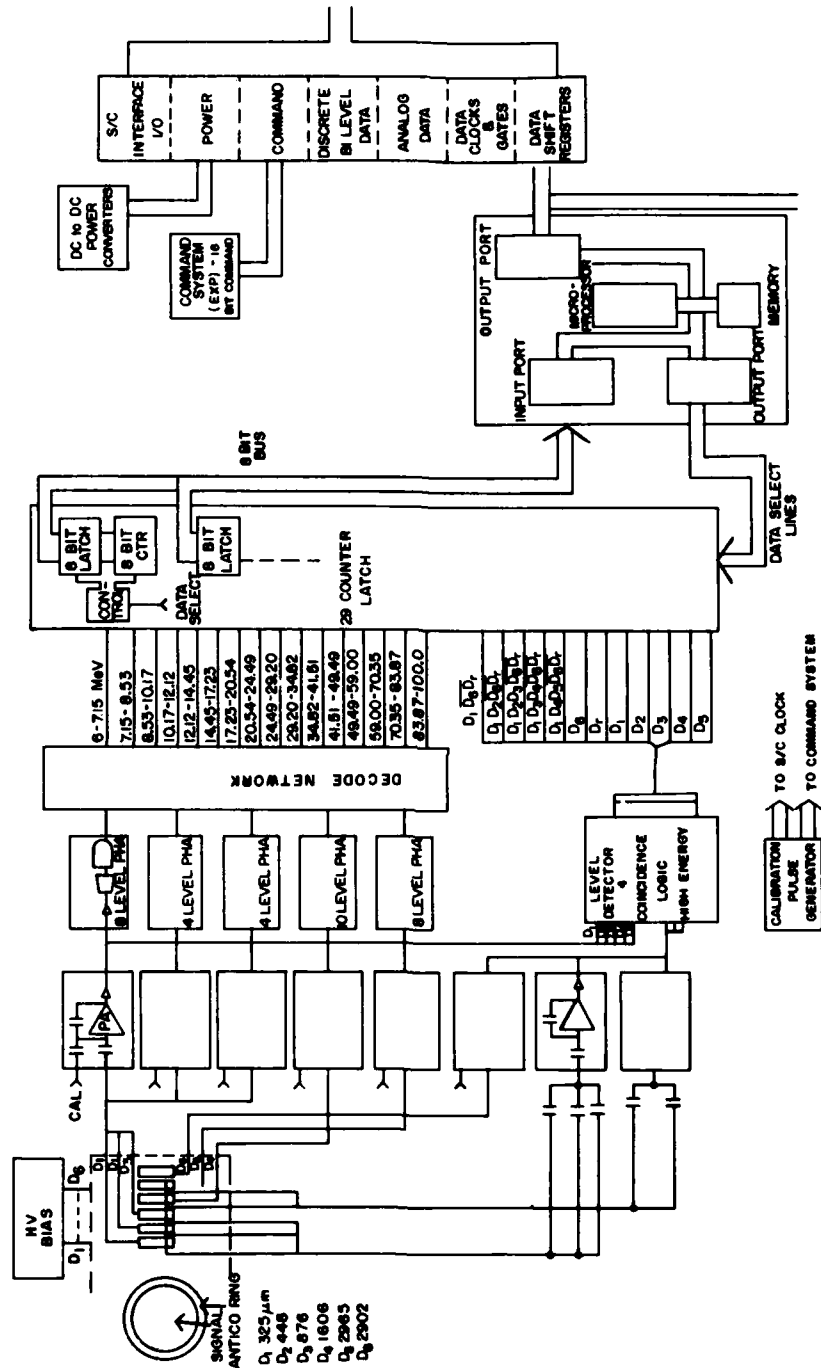 HV
BIAS
D₁
D₆
SIGNAL
ANTICO RING
D₁ 325 μm
D₂ 448
D₃ 876
D₄ 1606
D₅ 2965
D₆ 2902
D₁
D₂
D₃
CAL
PA
8 LEVEL PHA
4 LEVEL PHA
4 LEVEL PHA
10 LEVEL PHA
8 LEVEL PHA
LEVEL
DETECTOR
4
COINCIDENCE
LOGIC
HIGH ENERGY
DECODE NETWORK
6-7.15 MeV
7.15-8.53
8.53-10.17
10.17-12.12
12.12-14.45
14.45-17.23
17.23-20.54
20.54-24.49
24.49-29.20
29.20-34.82
34.82-41.51
41.51-49.49
49.49-59.00
59.00-70.35
70.35-83.87
83.87-100.0
D₆
Dᵣ
D₁
D2
D3
D4
D5
CALIBRATION
PULSE
GENERATOR
TO S/C CLOCK
TO COMMAND SYSTEM
CON-
TROL
8 BIT
LATCH
8 BIT
CTR
DATA
SELECT
8 BIT
LATCH
29 COUNTER
LATCH
8 BIT
BUS
DATA SELECT
LINES
INPUT PORT
OUTPUT PORT
MICRO-
PROCESSOR
MEMORY
OUTPUT PORT
DC to DC
POWER
CONVERTERS
COMMAND
SYSTEM
(EXP) - 16
BIT COMMAND
S/C
INTERFACE
I/O
POWER
COMMAND
DISCRETE
BI LEVEL
DATA
ANALOG
DATA
DATA
CLOCKS
&
GATES
DATA
SHIFT
REGISTERS